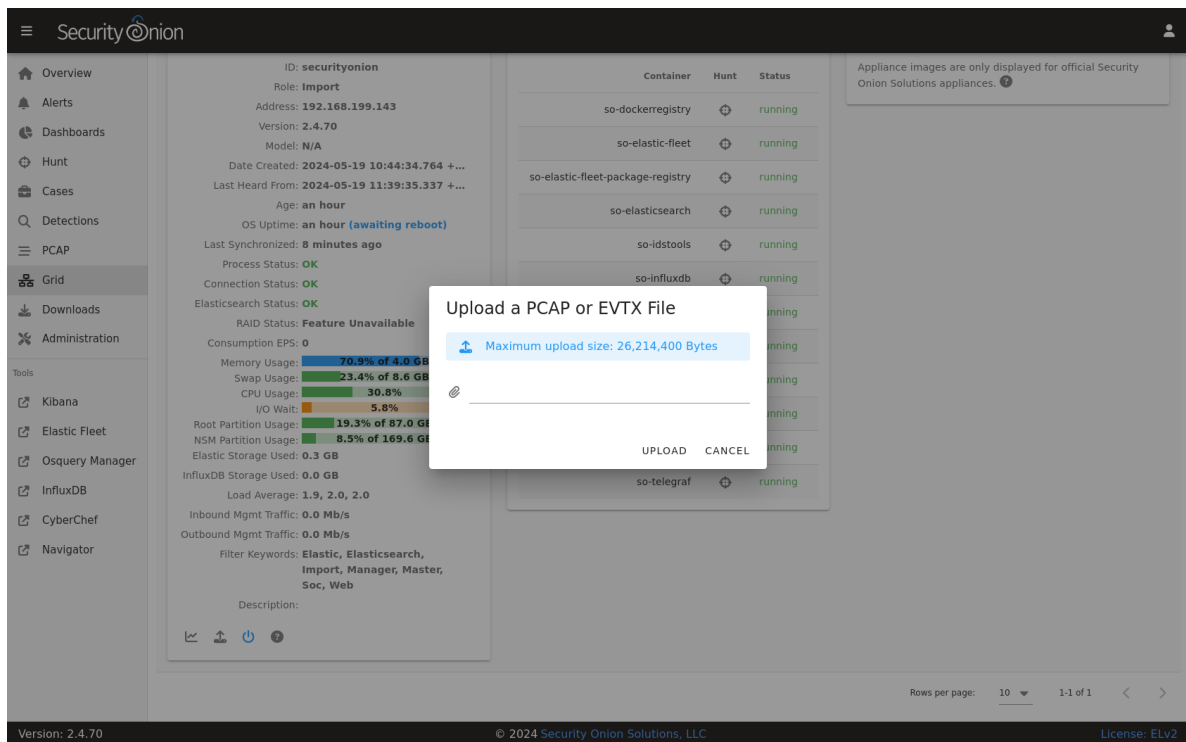 Security Onion
Overview
Alerts
Dashboards
Hunt
Cases
Detections
PCAP
Grid
Downloads
Administration
Tools
Kibana
Elastic Fleet
Osquery Manager
InfluxDB
CyberChef
Navigator
ID: securityonion
Role: Import
Address: 192.168.199.143
Version: 2.4.70
Model: N/A
Date Created: 2024-05-19 10:44:34.764 +...
Last Heard From: 2024-05-19 11:39:35.337 +...
Age: an hour
OS Uptime: an hour (awaiting reboot)
Last Synchronized: 8 minutes ago
Process Status: OK
Connection Status: OK
Elasticsearch Status: OK
RAID Status: Feature Unavailable
Consumption EPS: 0
Memory Usage: 70.9% of 4.0 GB
Swap Usage: 23.4% of 8.6 GB
CPU Usage: 30.8%
I/O Wait: 5.8%
Root Partition Usage: 19.3% of 87.0 GB
NSM Partition Usage: 8.5% of 169.6 GB
Elastic Storage Used: 0.3 GB
InfluxDB Storage Used: 0.0 GB
Load Average: 1.9, 2.0, 2.0
Inbound Mgmt Traffic: 0.0 Mb/s
Outbound Mgmt Traffic: 0.0 Mb/s
Filter Keywords: Elastic, Elasticsearch,
Import, Manager, Master,
Soc, Web
Description:
Container Hunt Status
so-dockerregistry running
so-elastic-fleet running
so-elastic-fleet-package-registry running
so-elasticsearch running
so-idstools running
so-influxdb running
nning
nning
nning
nning
nning
so-telegraf running
Appliance images are only displayed for official Security
Onion Solutions appliances.
Upload a PCAP or EVTX File
Maximum upload size: 26,214,400 Bytes
UPLOAD CANCEL
Rows per page: 10 1-1 of 1
Version: 2.4.70 © 2024 Security Onion Solutions, LLC License: ELv2